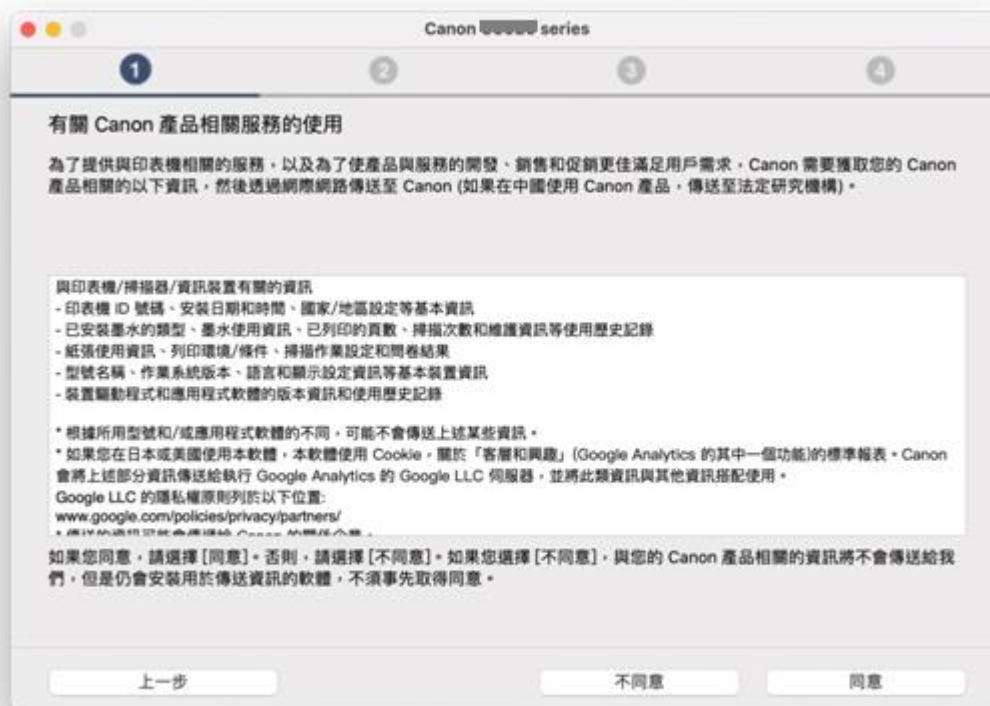 Canon series
1
2
3
4
有關 Canon 產品相關服務的使用
為了提供與印表機相關的服務，以及為了使產品與服務的開發、銷售和促銷更佳滿足用戶需求，Canon 需要獲取您的 Canon
產品相關的以下資訊，然後透過網際網路傳送至 Canon (如果在中國使用 Canon 產品，傳送至法定研究機構)。
與印表機/掃描器/資訊裝置有關的資訊
- 印表機 ID 號碼、安裝日期和時間、國家/地區設定等基本資訊
- 已安裝墨水的類型、墨水使用資訊、已列印的頁數、掃描次數和維護資訊等使用歷史記錄
- 紙張使用資訊、列印環境/條件、掃描作業設定和問卷結果
- 型號名稱、作業系統版本、語言和顯示設定資訊等基本裝置資訊
- 裝置驅動程式和應用程式軟體的版本資訊和使用歷史記錄
* 根據所用型號和/或應用程式軟體的不同，可能不會傳送上述某些資訊。
* 如果您在日本或美國使用本軟體，本軟體使用 Cookie，關於「客層和興趣」(Google Analytics 的其中一個功能)的標準報表。Canon
會將上述部分資訊傳送給執行 Google Analytics 的 Google LLC 伺服器，並將此類資訊與其他資訊搭配使用。
Google LLC 的隱私權原則列於以下位置:
www.google.com/policies/privacy/partners/
如果您同意，請選擇 [同意]。否則，請選擇 [不同意]。如果您選擇 [不同意]，與您的 Canon 產品相關的資訊將不會傳送給我
們，但是仍會安裝用於傳送資訊的軟體，不須事先取得同意。
上一步
不同意
同意